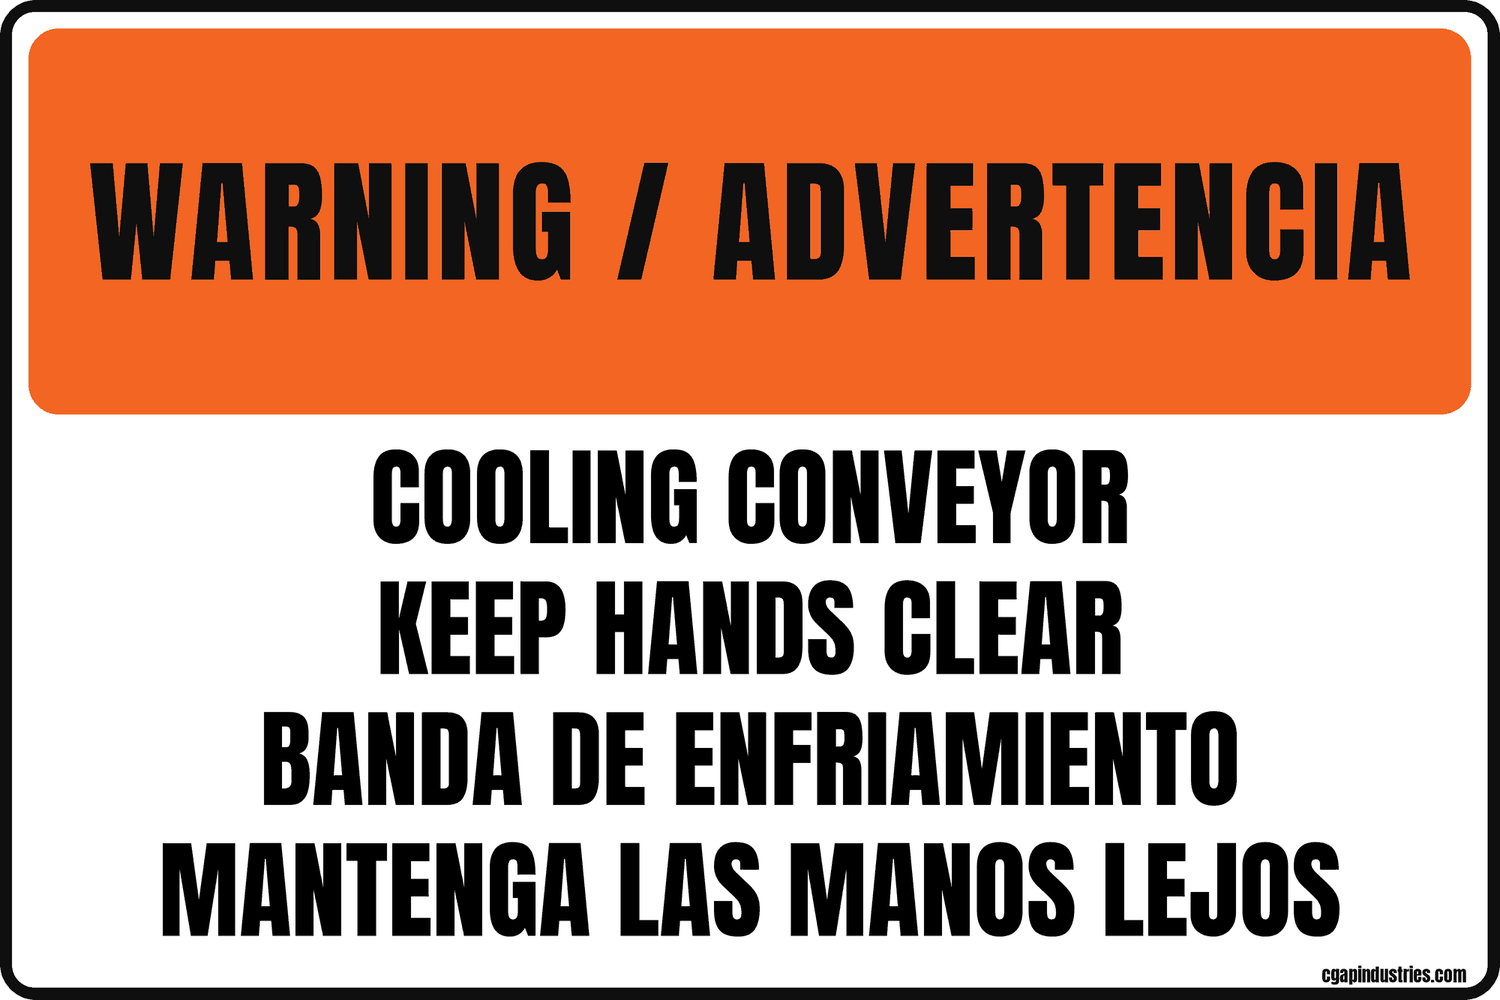 WARNING / ADVERTENCIA
COOLING CONVEYOR
KEEP HANDS CLEAR
BANDA DE ENFRIAMIENTO
MANTENGA LAS MANOS LEJOS
cgapindustries.com